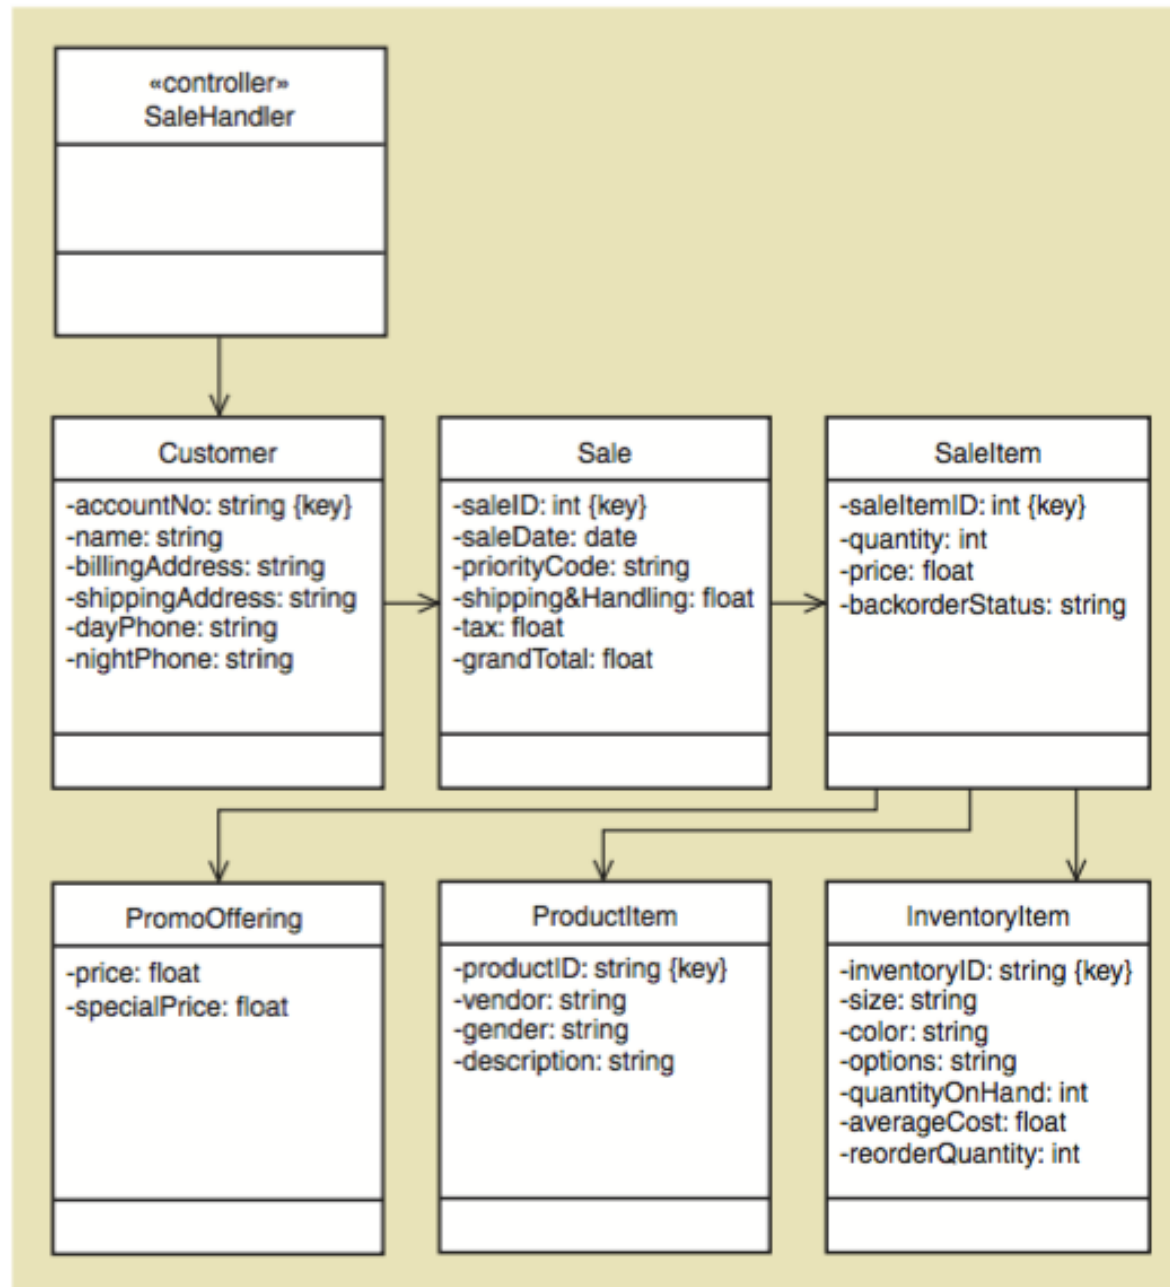 «controller»
SaleHandler
Customer
-accountNo: string {key}
-name: string
-billingAddress: string
-shippingAddress: string
-dayPhone: string
-nightPhone: string
Sale
-saleID: int {key}
-saleDate: date
-priorityCode: string
-shipping&Handling: float
-tax: float
-grandTotal: float
SaleItem
-saleItemID: int {key}
-quantity: int
-price: float
-backorderStatus: string
PromoOffering
-price: float
-specialPrice: float
ProductItem
-productID: string {key}
-vendor: string
-gender: string
-description: string
InventoryItem
-inventoryID: string {key}
-size: string
-color: string
-options: string
-quantityOnHand: int
-averageCost: float
-reorderQuantity: int